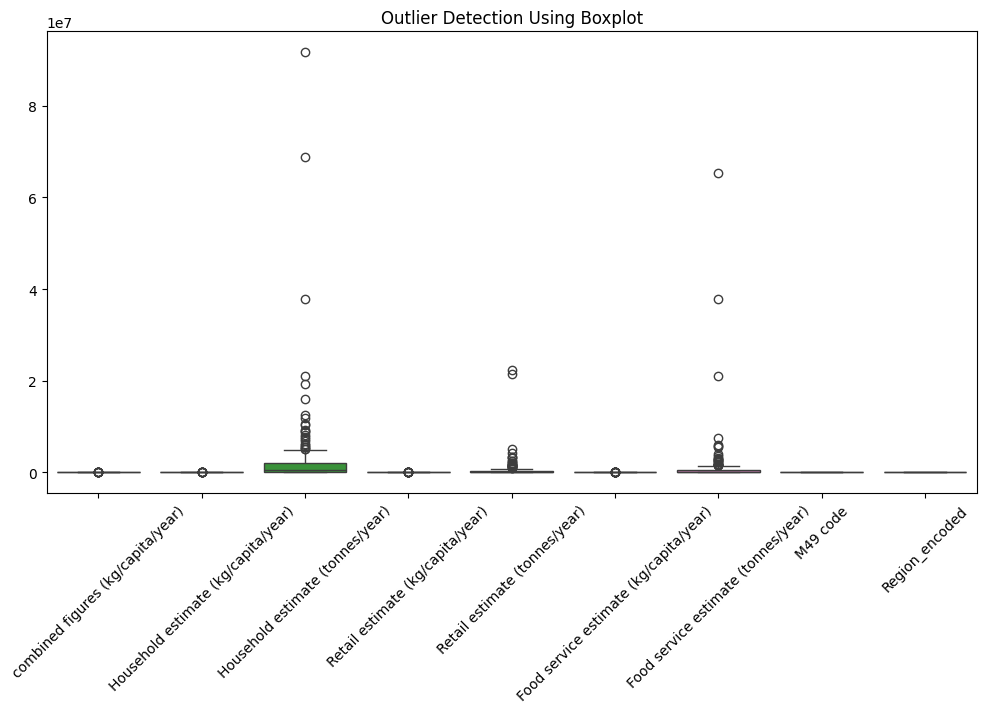 Outlier Detection Using Boxplot
1e7
8
6
4
2
0
combined figures (kg/capita/year)
Household estimate (kg/capita/year)
Household estimate (tonnes/year)
Retail estimate (kg/capita/year)
Retail estimate (tonnes/year)
Food service estimate (kg/capita/year)
Food service estimate (tonnes/year)
M49 code
Region_encoded